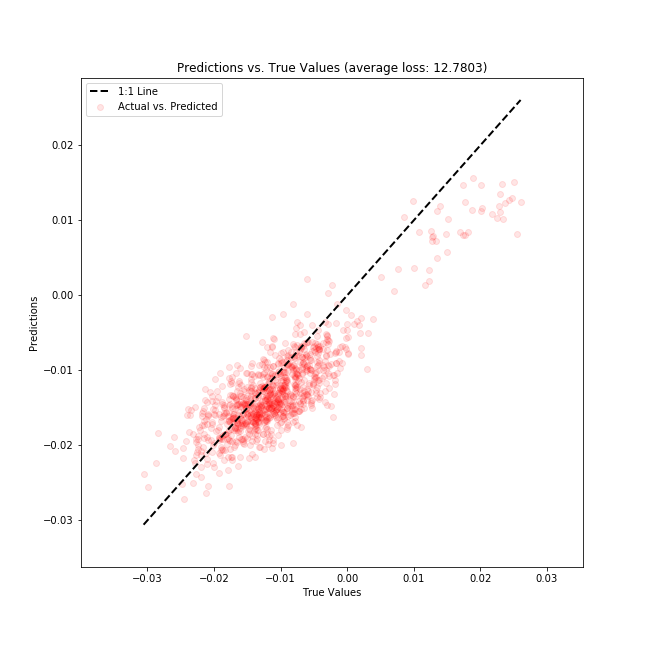 Predictions vs. True Values (average loss: 12.7803)
1:1 Line
Actual vs. Predicted
0.02
0.01
0.00
−0.01
−0.02
−0.03
Predictions
−0.03 −0.02 −0.01 0.00 0.01 0.02 0.03
True Values